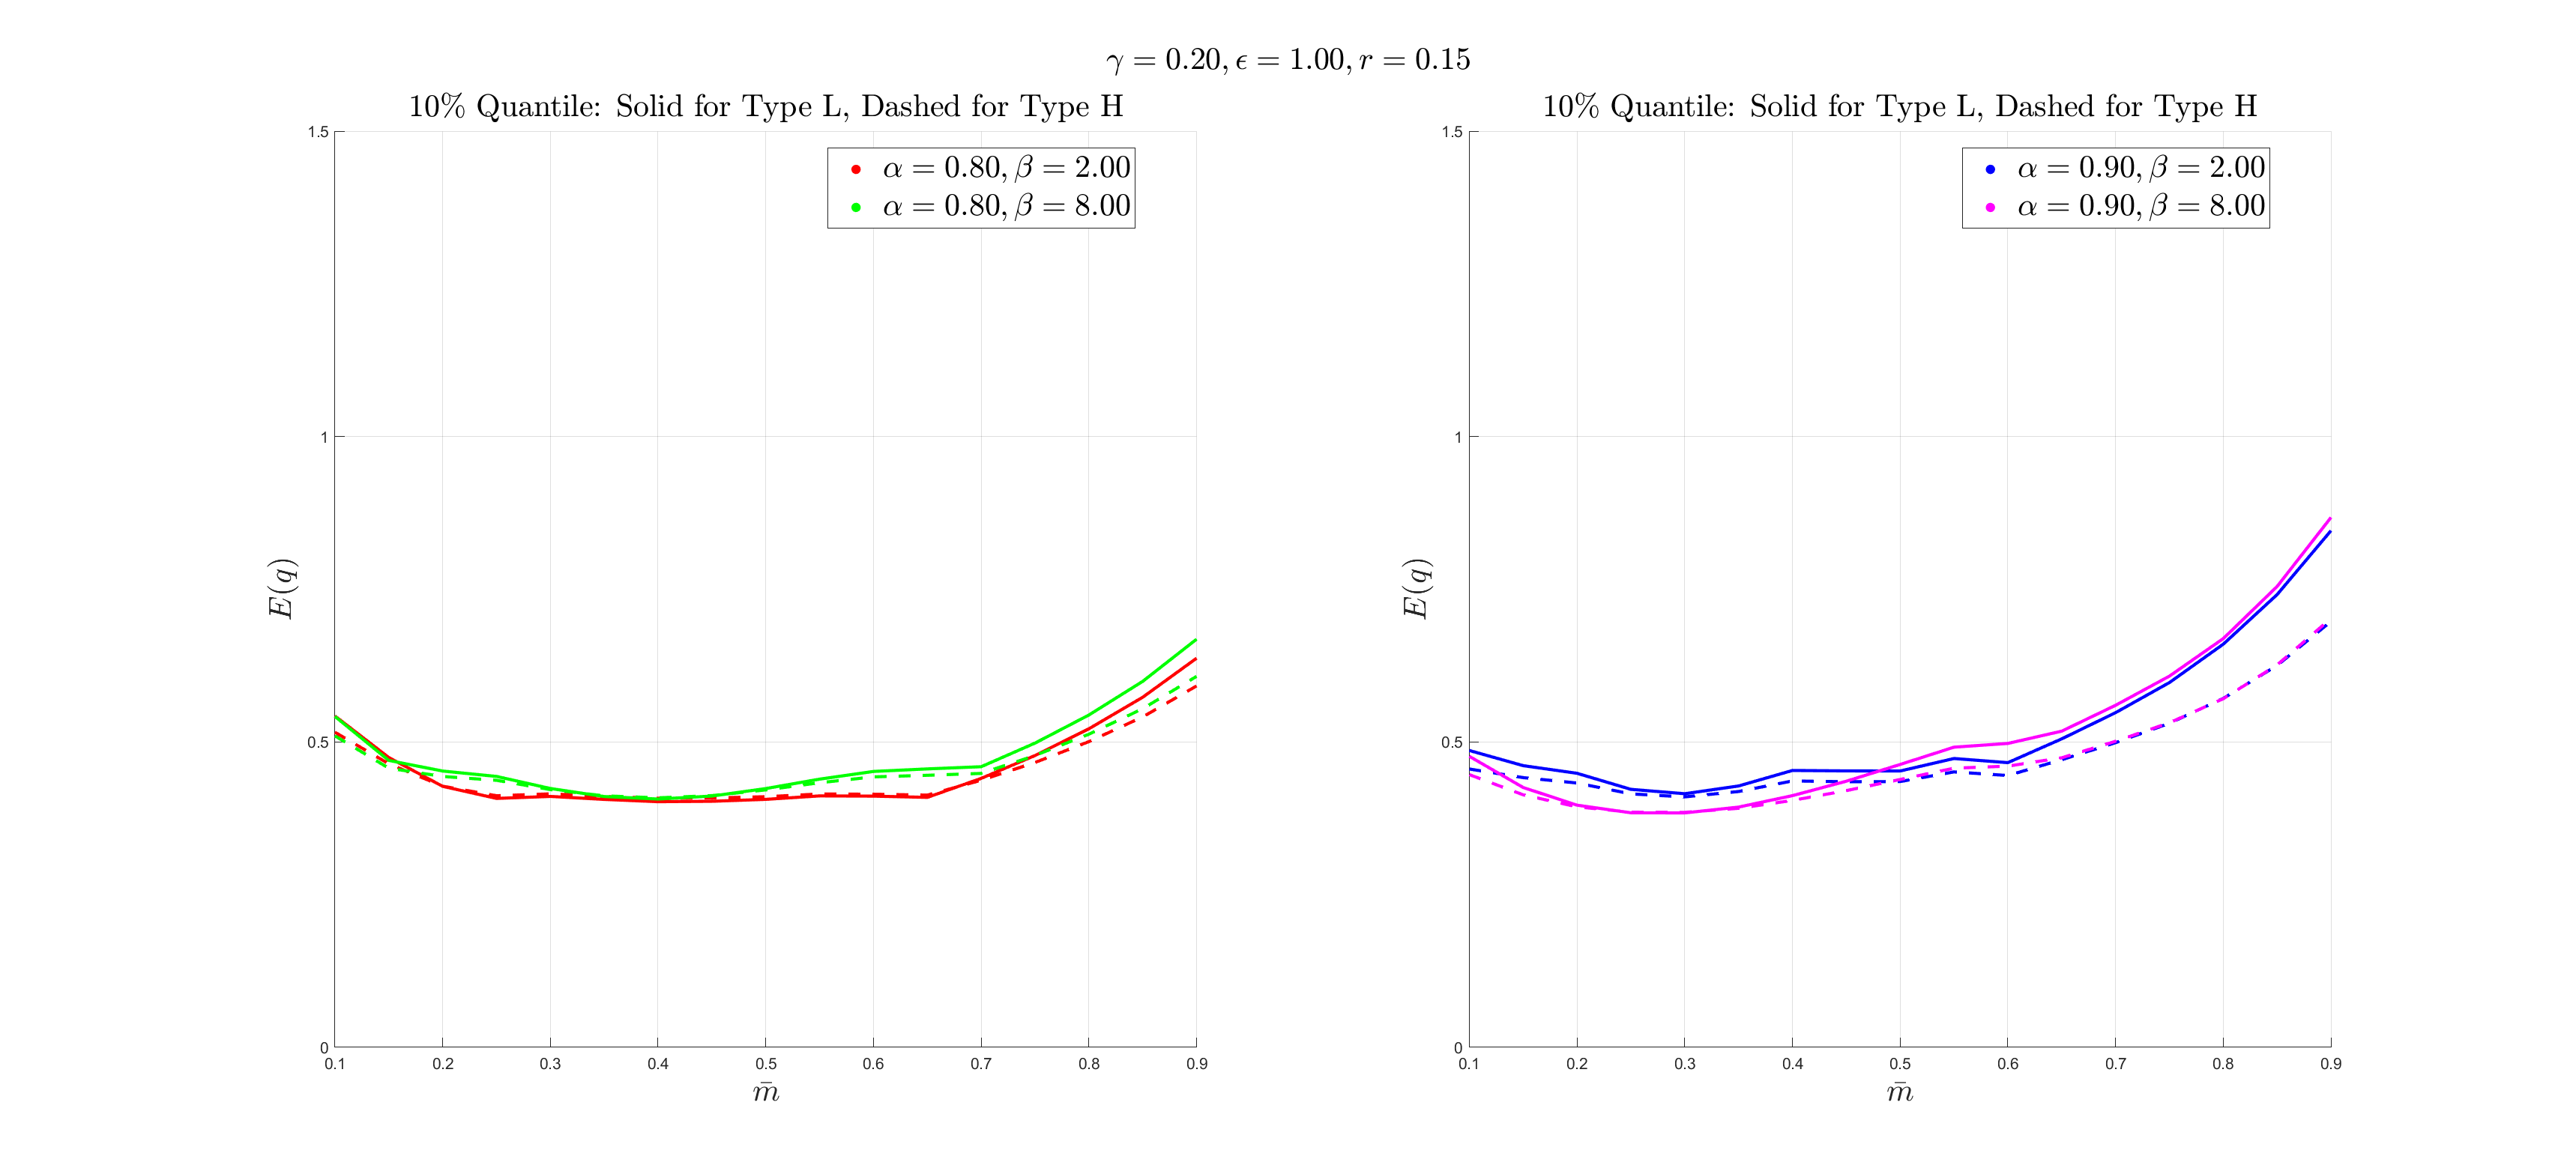 γ = 0.20, ϵ = 1.00, r = 0.15
10% Quantile: Solid for Type L, Dashed for Type H
1.5
1
0.5
0
E(q)
α = 0.80, β = 2.00
α = 0.80, β = 8.00
0.1 0.2 0.3 0.4 0.5 0.6 0.7 0.8 0.9
m̄
10% Quantile: Solid for Type L, Dashed for Type H
1.5
1
0.5
0
E(q)
α = 0.90, β = 2.00
α = 0.90, β = 8.00
0.1 0.2 0.3 0.4 0.5 0.6 0.7 0.8 0.9
m̄